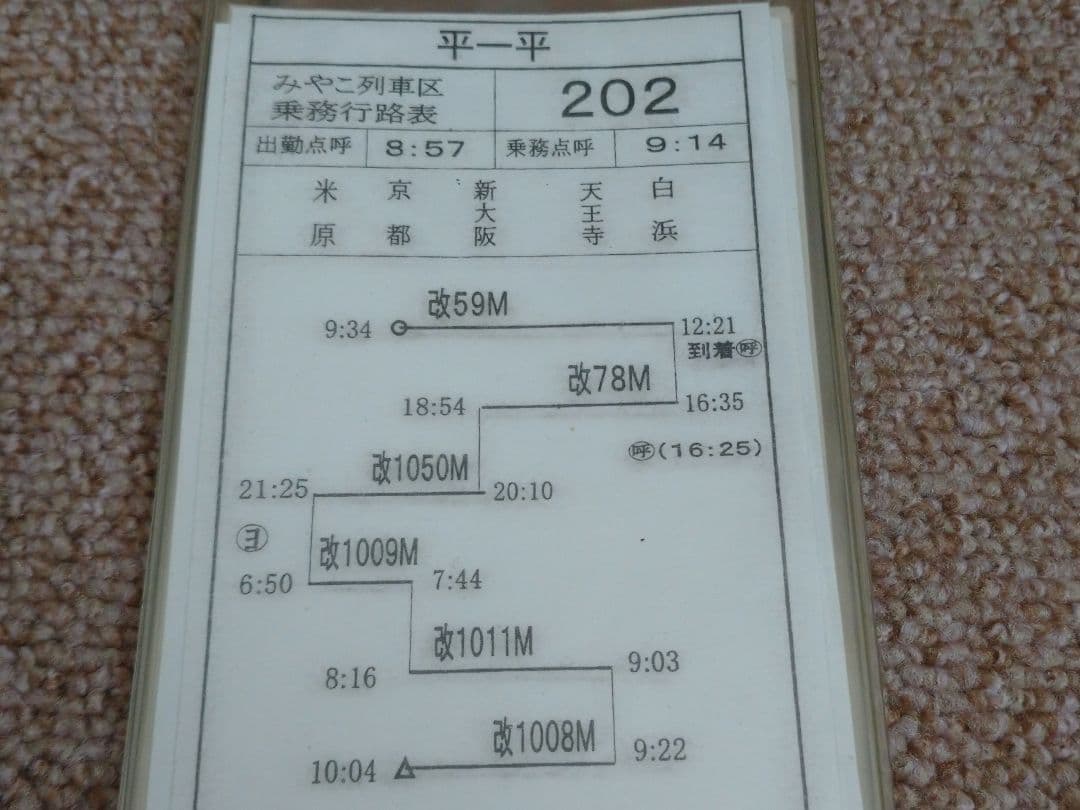 平一平
みやこ列車区
乗務行路表
202
出勤点呼 8:57 乗務点呼 9:14
米原 京都 新大阪 天王寺 白浜
改59M
9:34 12:21
到着呼
改78M
18:54 16:35
呼(16:25)
改1050M
21:25 20:10
ヨ
改1009M
6:50 7:44
改1011M
8:16 9:03
改1008M
10:04 9:22